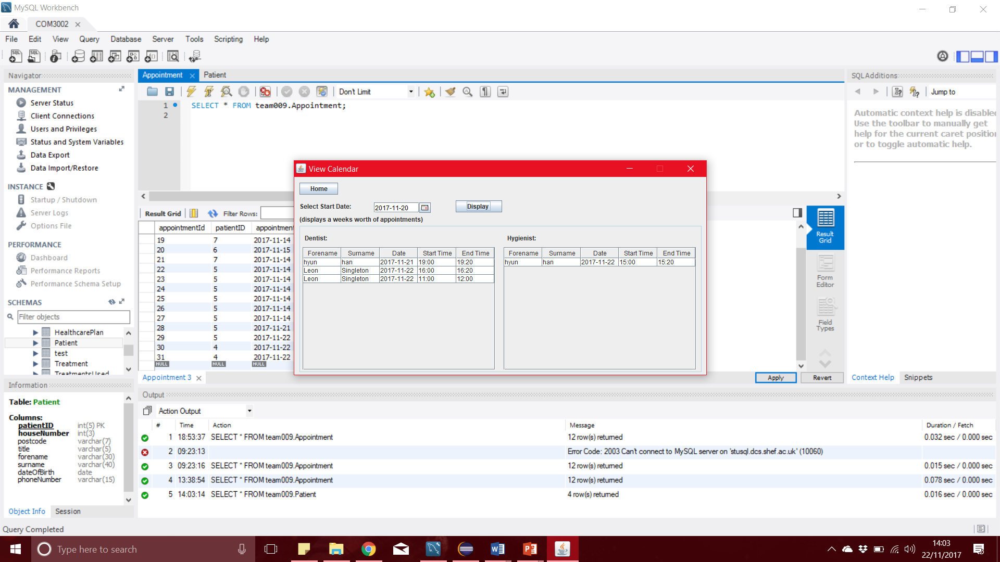 MySQL Workbench
COM3002
File Edit View Query Database Server Tools Scripting Help
Navigator
MANAGEMENT
Server Status
Client Connections
Users and Privileges
Status and System Variables
Data Export
Data Import/Restore
INSTANCE
Startup / Shutdown
Server Logs
Options File
PERFORMANCE
Dashboard
Performance Reports
Performance Schema Setup
SCHEMAS
Filter objects
HealthcarePlan
Patient
test
Treatment
TreatmentsUsed
Information
Table: Patient
Columns:
patientID int(5) PK
houseNumber int(3)
postcode varchar(7)
title varchar(5)
forename varchar(30)
surname varchar(40)
dateOfBirth date
phoneNumber varchar(15)
Object Info Session
Query Completed
Appointment Patient
Don't Limit
1 SELECT * FROM team009.Appointment;
2
Result Grid Filter Rows:
appointmentId patientID appointment
19 7 2017-11-14
20 6 2017-11-15
21 7 2017-11-14
22 5 2017-11-14
23 5 2017-11-14
24 5 2017-11-14
25 5 2017-11-14
26 5 2017-11-14
27 5 2017-11-14
28 5 2017-11-21
29 5 2017-11-22
30 4 2017-11-22
31 4 2017-11-22
NULL NULL NULL
Appointment 3
View Calendar
Home
Select Start Date: 2017-11-20 Display
(displays a weeks worth of appointments)
Dentist:
Forename Surname Date Start Time End Time
hyun han 2017-11-21 19:00 19:20
Leon Singleton 2017-11-22 16:00 16:20
Leon Singleton 2017-11-22 11:00 12:00
Hygienist:
Forename Surname Date Start Time End Time
hyun han 2017-11-22 15:00 15:20
Result
Grid
Form
Editor
Field
Types
Apply Revert
SQLAdditions
Jump to
Automatic context help is disabled
Use the toolbar to manually get
help for the current caret position
or to toggle automatic help.
Context Help Snippets
Output
Action Output
# Time Action Message Duration / Fetch
1 18:53:37 SELECT * FROM team009.Appointment 12 row(s) returned 0.032 sec / 0.000 sec
2 09:23:13 Error Code: 2003 Can't connect to MySQL server on 'stusql.dcs.shef.ac.uk' (10060)
3 09:23:16 SELECT * FROM team009.Appointment 12 row(s) returned 0.015 sec / 0.000 sec
4 13:38:54 SELECT * FROM team009.Appointment 12 row(s) returned 0.078 sec / 0.000 sec
5 14:03:14 SELECT * FROM team009.Patient 4 row(s) returned 0.016 sec / 0.000 sec
Type here to search
14:03
22/11/2017